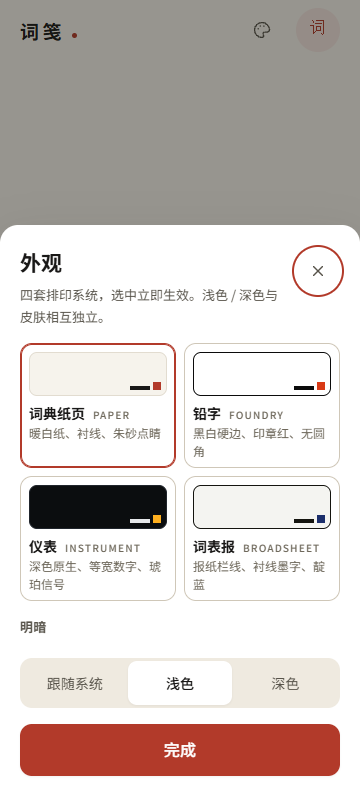 词笺
词
外观
四套排印系统，选中立即生效。浅色 / 深色与
皮肤相互独立。
词典纸页 PAPER
暖白纸、衬线、朱砂点睛
铅字 FOUNDRY
黑白硬边、印章红、无圆
角
仪表 INSTRUMENT
深色原生、等宽数字、琥
珀信号
词表报 BROADSHEET
报纸栏线、衬线墨字、靛
蓝
明暗
跟随系统
浅色
深色
完成